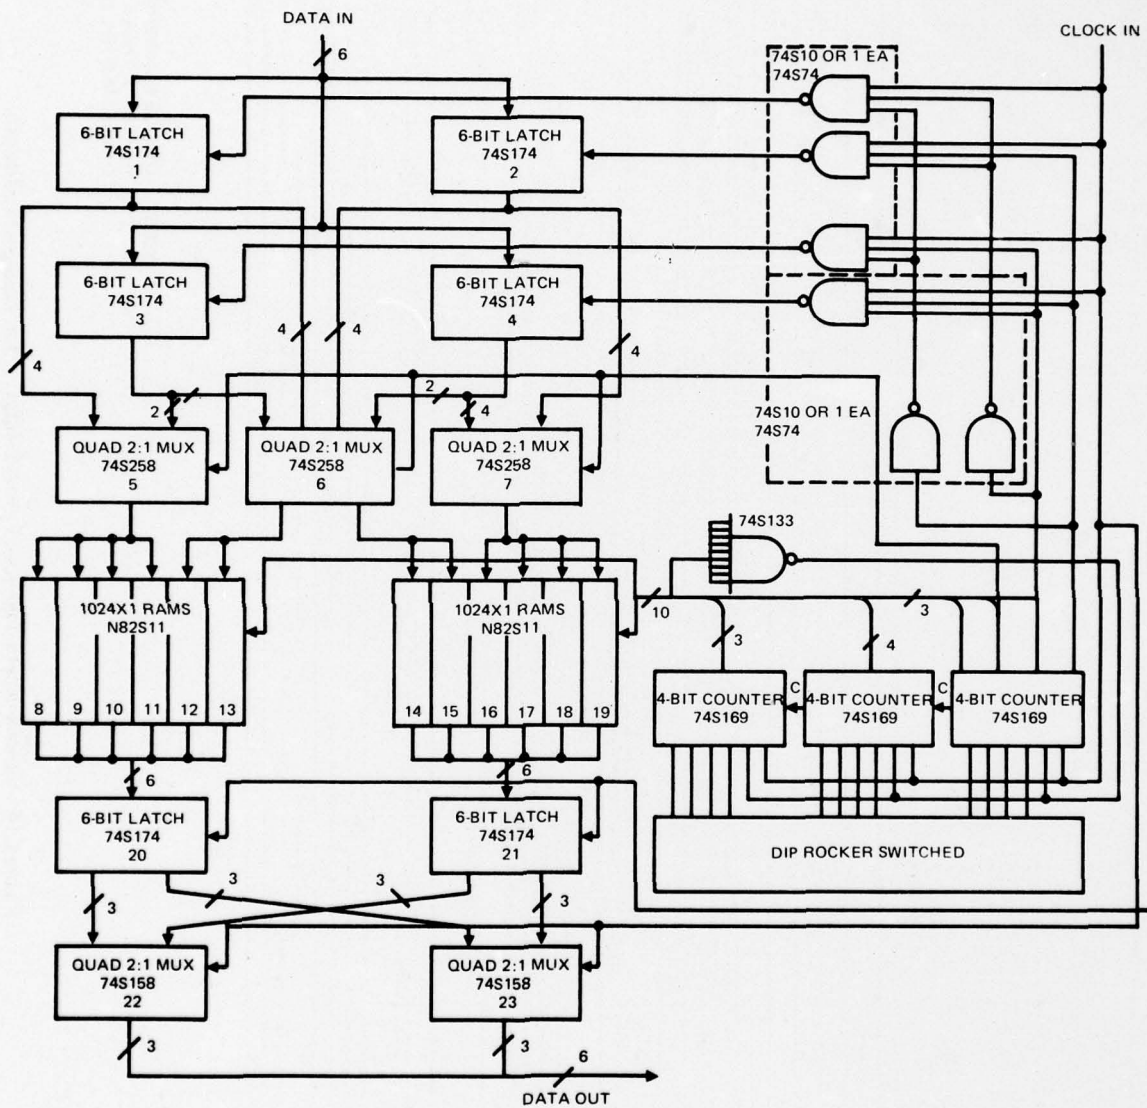 DATA IN
6
CLOCK IN
74S10 OR 1 EA
74S74
6-BIT LATCH
74S174
1
6-BIT LATCH
74S174
2
6-BIT LATCH
74S174
3
6-BIT LATCH
74S174
4
4
4
4
4
2
2
4
74S10 OR 1 EA
74S74
QUAD 2:1 MUX
74S258
5
QUAD 2:1 MUX
74S258
6
QUAD 2:1 MUX
74S258
7
74S133
1024X1 RAMS
N82S11
8
9
10
11
12
13
1024X1 RAMS
N82S11
14
15
16
17
18
19
10
3
3
4
4-BIT COUNTER
74S169
C
4-BIT COUNTER
74S169
C
4-BIT COUNTER
74S169
6
6
6-BIT LATCH
74S174
20
6-BIT LATCH
74S174
21
DIP ROCKER SWITCHED
3
3
3
3
QUAD 2:1 MUX
74S158
22
QUAD 2:1 MUX
74S158
23
3
3
6
DATA OUT